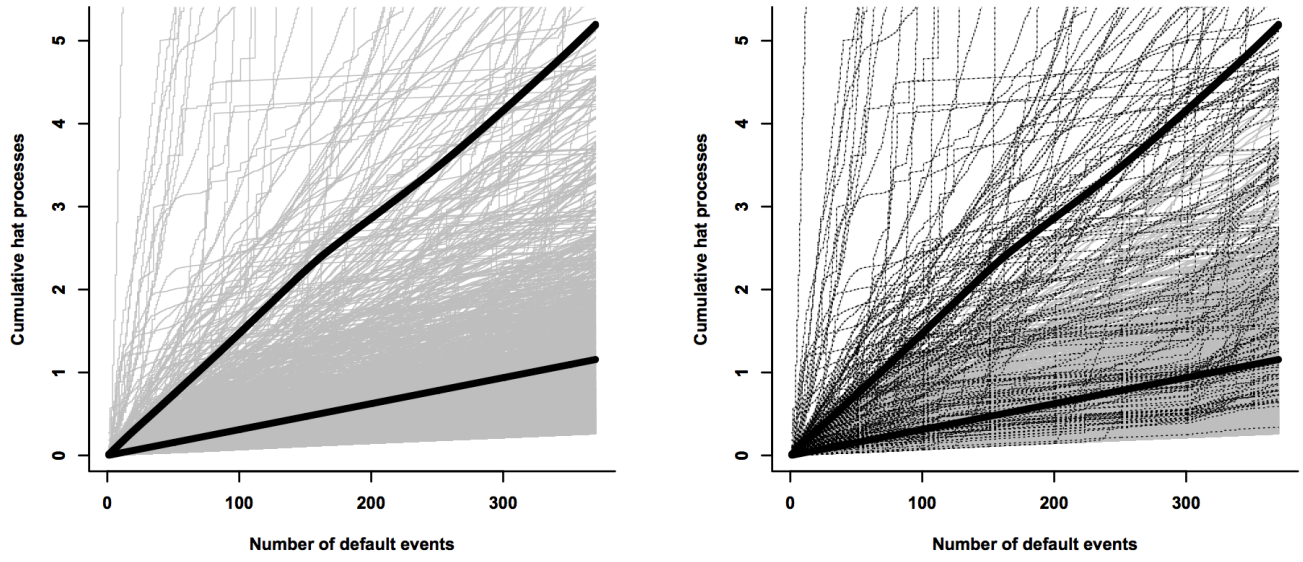 5
4
3
2
1
0
Cumulative hat processes
0 100 200 300
Number of default events
5
4
3
2
1
0
Cumulative hat processes
0 100 200 300
Number of default events